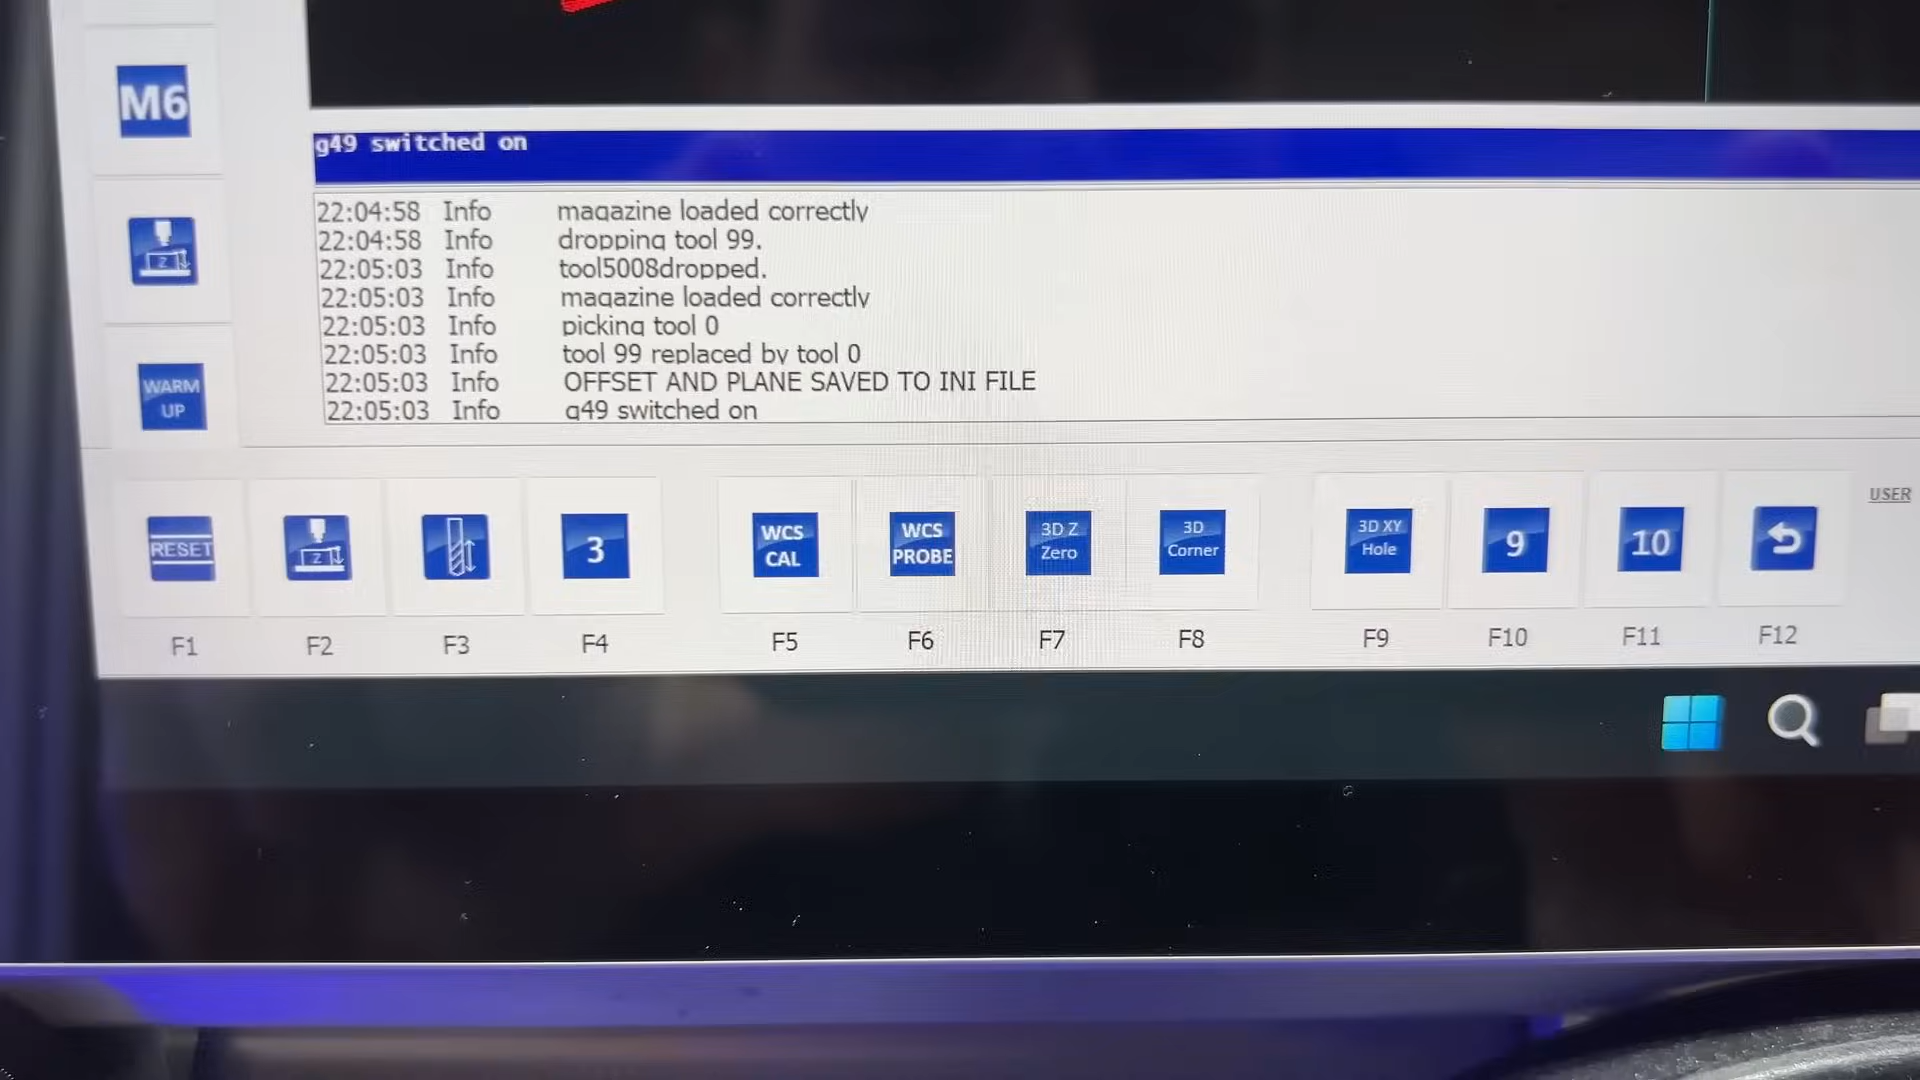 M6
g49 switched on
22:04:58 Info magazine loaded correctly
22:04:58 Info dropping tool 99.
22:05:03 Info tool5008dropped.
22:05:03 Info magazine loaded correctly
22:05:03 Info picking tool 0
22:05:03 Info tool 99 replaced by tool 0
22:05:03 Info OFFSET AND PLANE SAVED TO INI FILE
22:05:03 Info g49 switched on
Z
WARM
UP
RESET
Z
3
WCS
CAL
WCS
PROBE
3D Z
Zero
3D
Corner
3D XY
Hole
9
10
USER
F1 F2 F3 F4 F5 F6 F7 F8 F9 F10 F11 F12